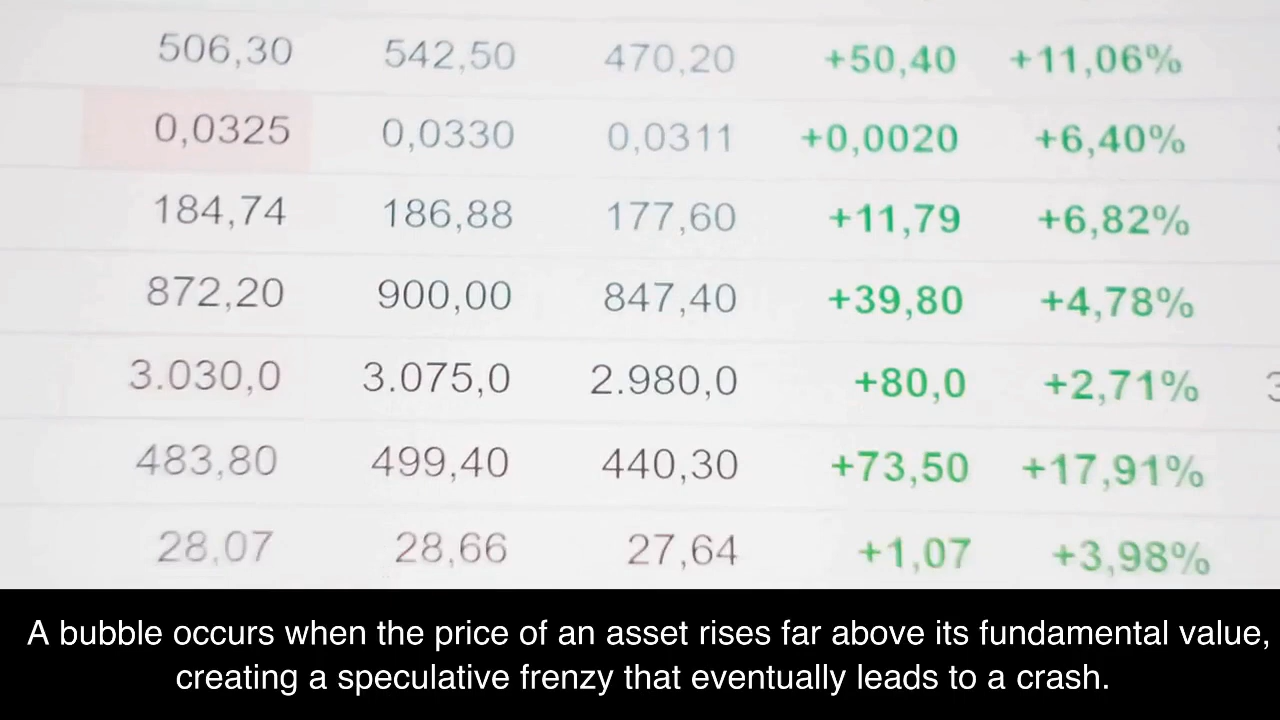 506,30 542,50 470,20 +50,40 +11,06%
0,0325 0,0330 0,0311 +0,0020 +6,40%
184,74 186,88 177,60 +11,79 +6,82%
872,20 900,00 847,40 +39,80 +4,78%
3.030,0 3.075,0 2.980,0 +80,0 +2,71%
483,80 499,40 440,30 +73,50 +17,91%
28,07 28,66 27,64 +1,07 +3,98%
A bubble occurs when the price of an asset rises far above its fundamental value,
creating a speculative frenzy that eventually leads to a crash.